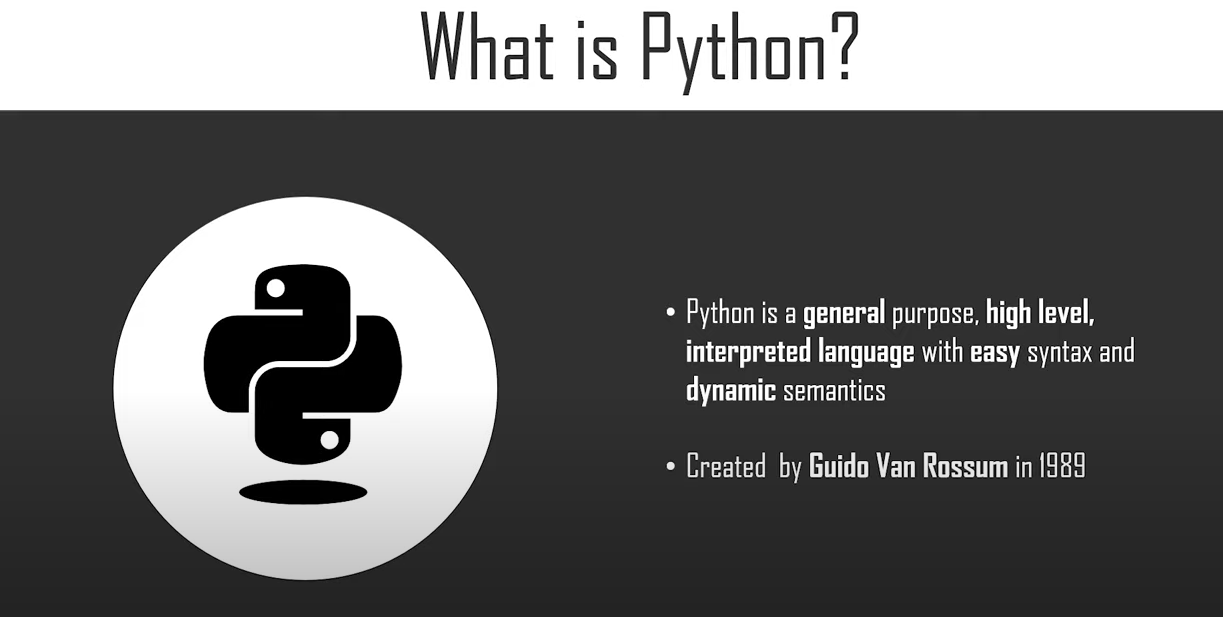 What is Python?
• Python is a general purpose, high level,
interpreted language with easy syntax and
dynamic semantics
• Created by Guido Van Rossum in 1989